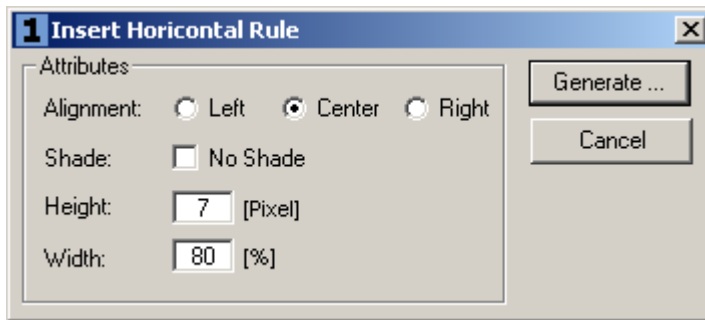 1 Insert Horicontal Rule
Attributes
Alignment: Left Center Right
Shade: No Shade
Height: 7 [Pixel]
Width: 80 [%]
Generate ...
Cancel